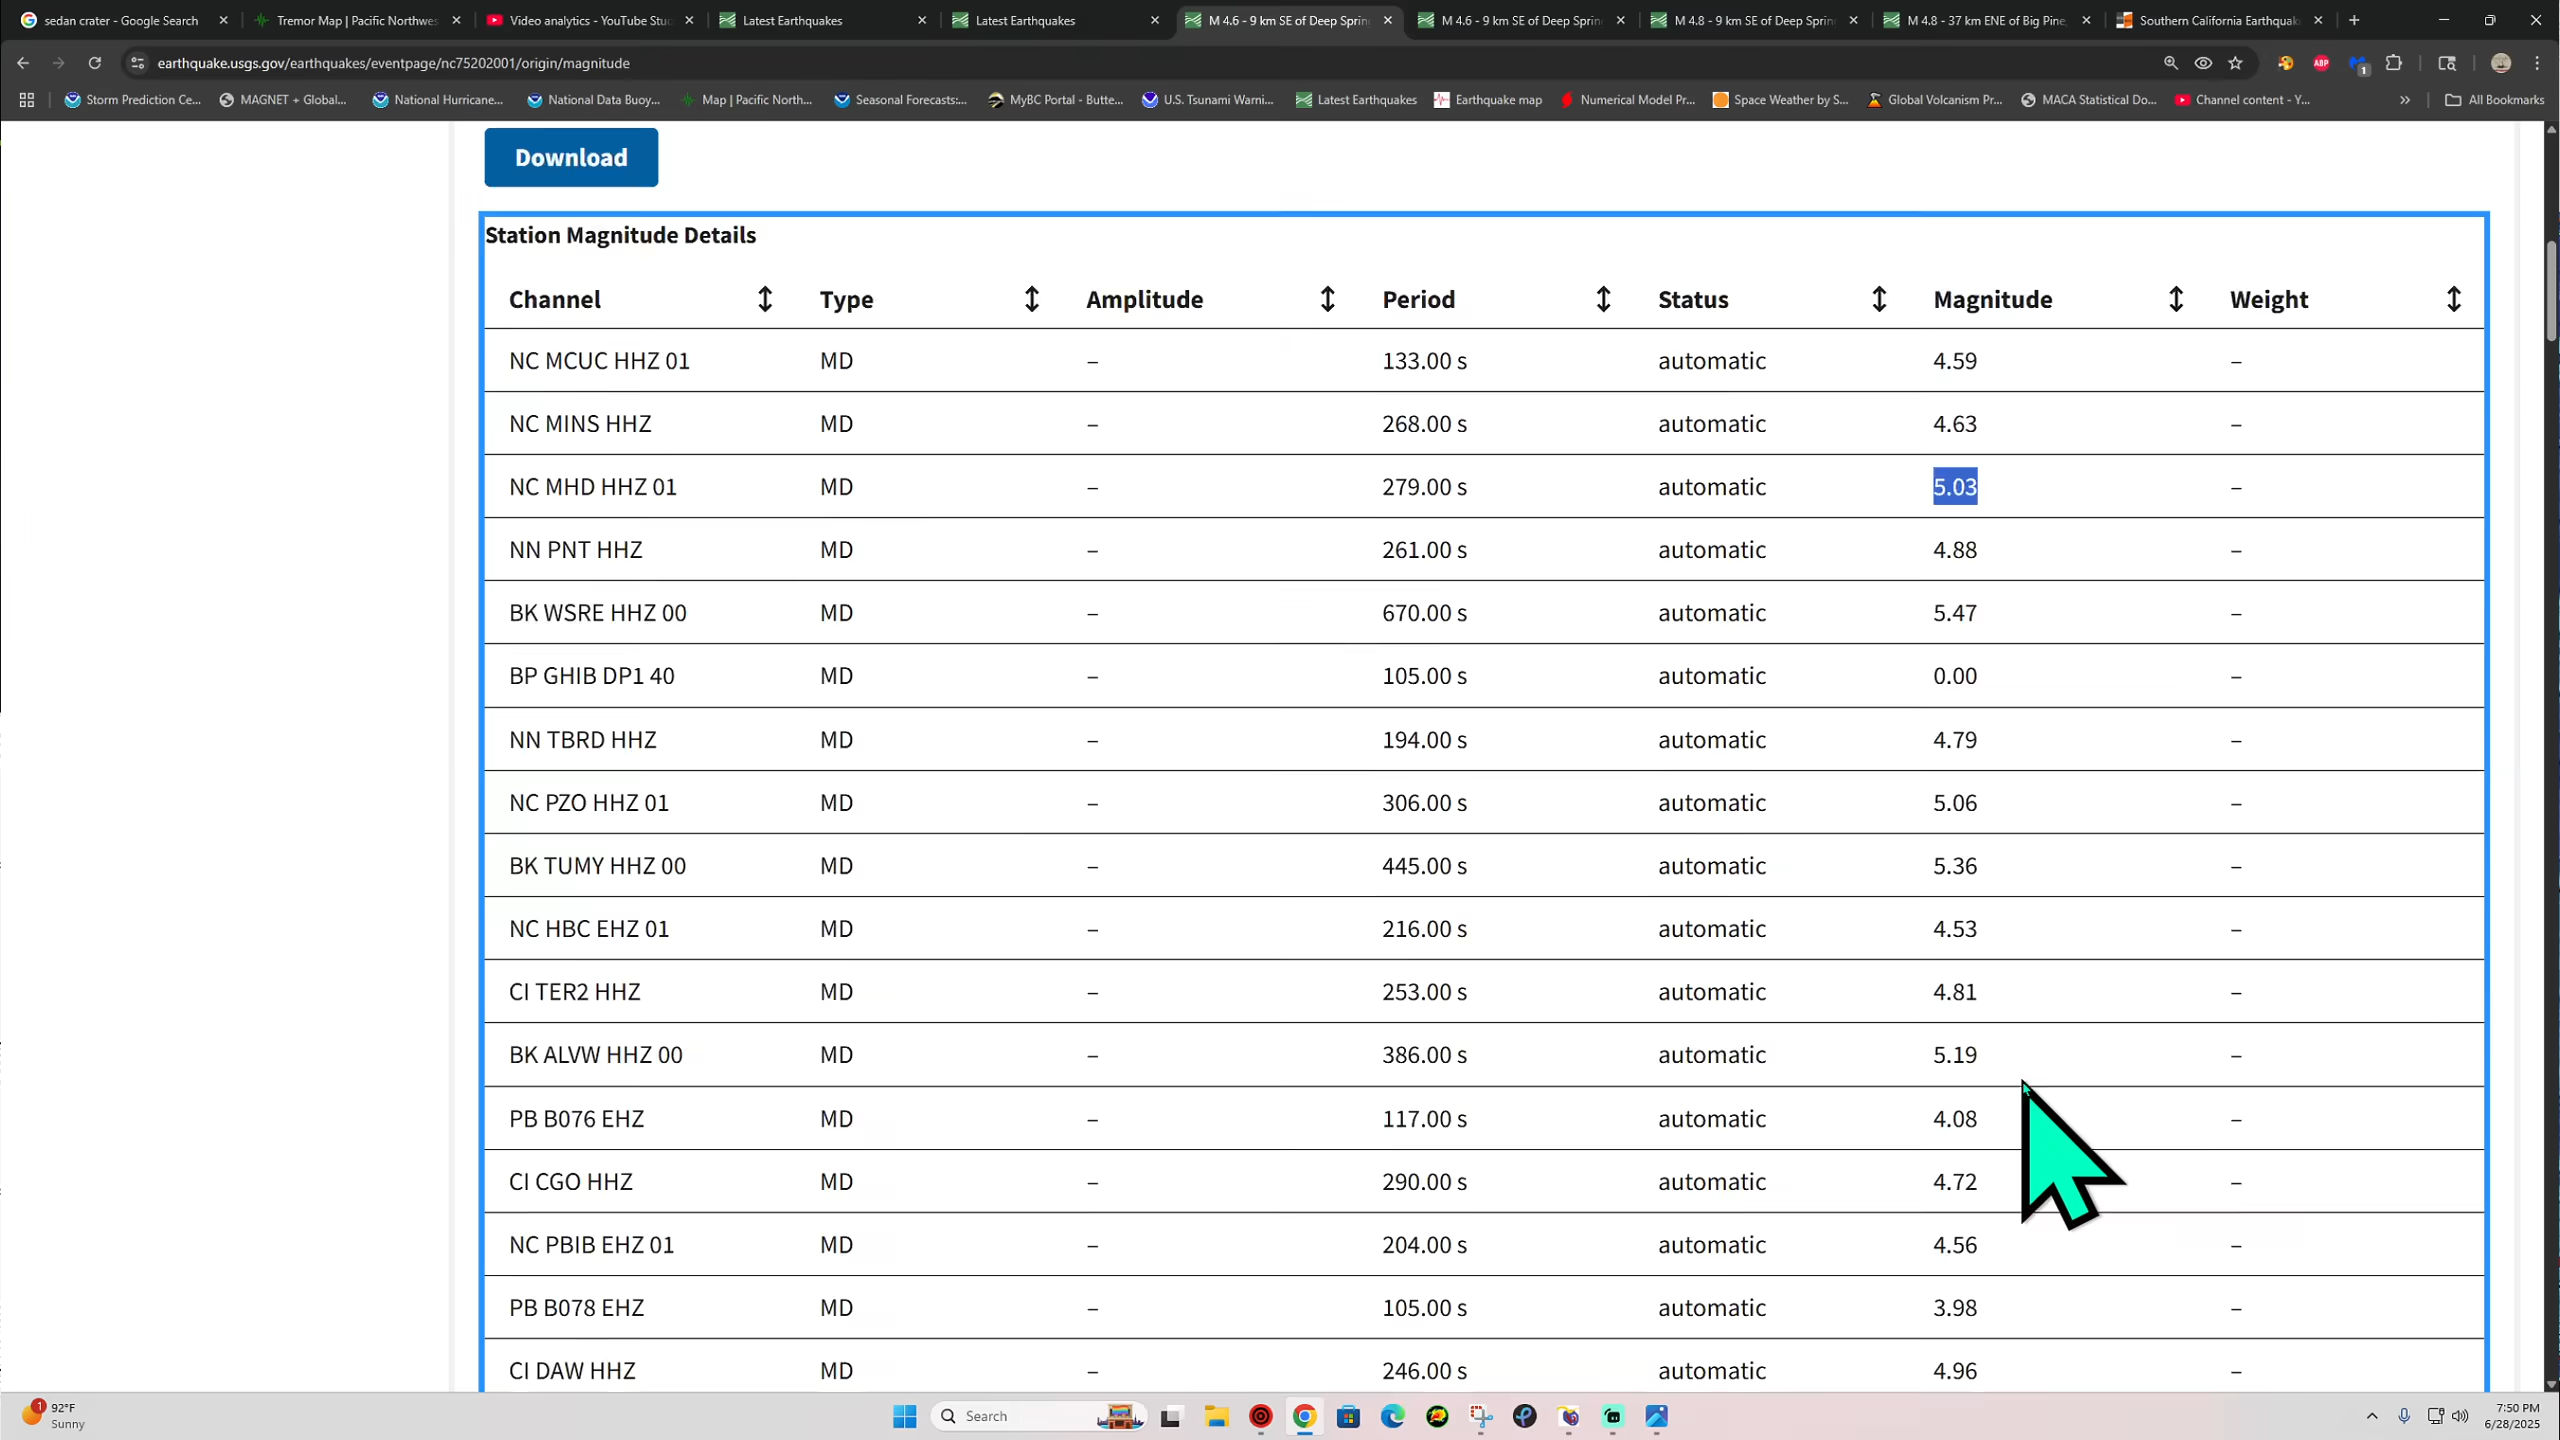 sedan crater - Google Search
Tremor Map | Pacific Northwes
Video analytics - YouTube Stu
Latest Earthquakes
Latest Earthquakes
M 4.6 - 9 km SE of Deep Sprin
M 4.6 - 9 km SE of Deep Sprin
M 4.8 - 9 km SE of Deep Sprin
M 4.8 - 37 km ENE of Big Pine,
Southern California Earthquak
earthquake.usgs.gov/earthquakes/eventpage/nc75202001/origin/magnitude
ABP
1
Storm Prediction Ce...
MAGNET + Global...
National Hurricane...
National Data Buoy...
Map | Pacific North...
Seasonal Forecasts:...
MyBC Portal - Butte...
U.S. Tsunami Warni...
Latest Earthquakes
Earthquake map
Numerical Model Pr...
Space Weather by S...
Global Volcanism Pr...
MACA Statistical Do...
Channel content - Y...
All Bookmarks
Download
Station Magnitude Details
Channel Type Amplitude Period Status Magnitude Weight
NC MCUC HHZ 01 MD – 133.00 s automatic 4.59 –
NC MINS HHZ MD – 268.00 s automatic 4.63 –
NC MHD HHZ 01 MD – 279.00 s automatic 5.03 –
NN PNT HHZ MD – 261.00 s automatic 4.88 –
BK WSRE HHZ 00 MD – 670.00 s automatic 5.47 –
BP GHIB DP1 40 MD – 105.00 s automatic 0.00 –
NN TBRD HHZ MD – 194.00 s automatic 4.79 –
NC PZO HHZ 01 MD – 306.00 s automatic 5.06 –
BK TUMY HHZ 00 MD – 445.00 s automatic 5.36 –
NC HBC EHZ 01 MD – 216.00 s automatic 4.53 –
CI TER2 HHZ MD – 253.00 s automatic 4.81 –
BK ALVW HHZ 00 MD – 386.00 s automatic 5.19 –
PB B076 EHZ MD – 117.00 s automatic 4.08 –
CI CGO HHZ MD – 290.00 s automatic 4.72 –
NC PBIB EHZ 01 MD – 204.00 s automatic 4.56 –
PB B078 EHZ MD – 105.00 s automatic 3.98 –
CI DAW HHZ MD – 246.00 s automatic 4.96 –
1
92°F
Sunny
Search
7:50 PM
6/28/2025